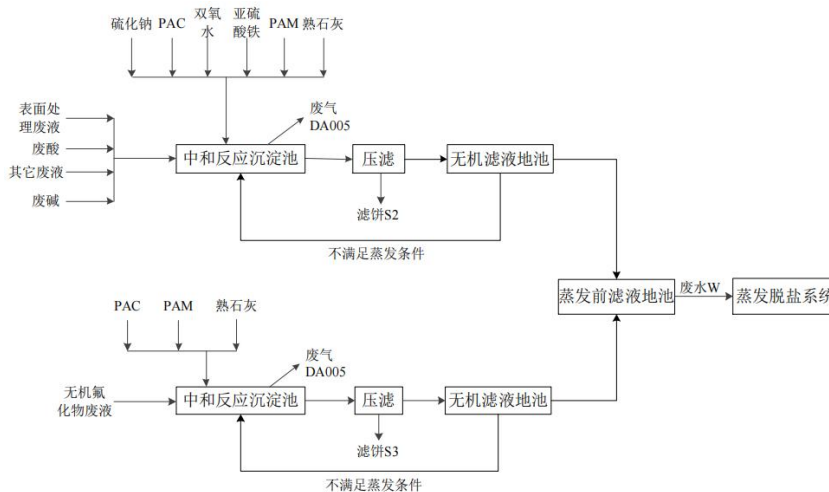 硫化钠
PAC
双氧
水
亚硫
酸铁
PAM
熟石灰
表面处
理废液
废酸
其它废液
废碱
废气
DA005
中和反应沉淀池
压滤
无机滤液地池
滤饼S2
不满足蒸发条件
蒸发前滤液地池
废水W
蒸发脱盐系统
PAC
PAM
熟石灰
废气
DA005
无机氟
化物废液
中和反应沉淀池
压滤
无机滤液地池
滤饼S3
不满足蒸发条件